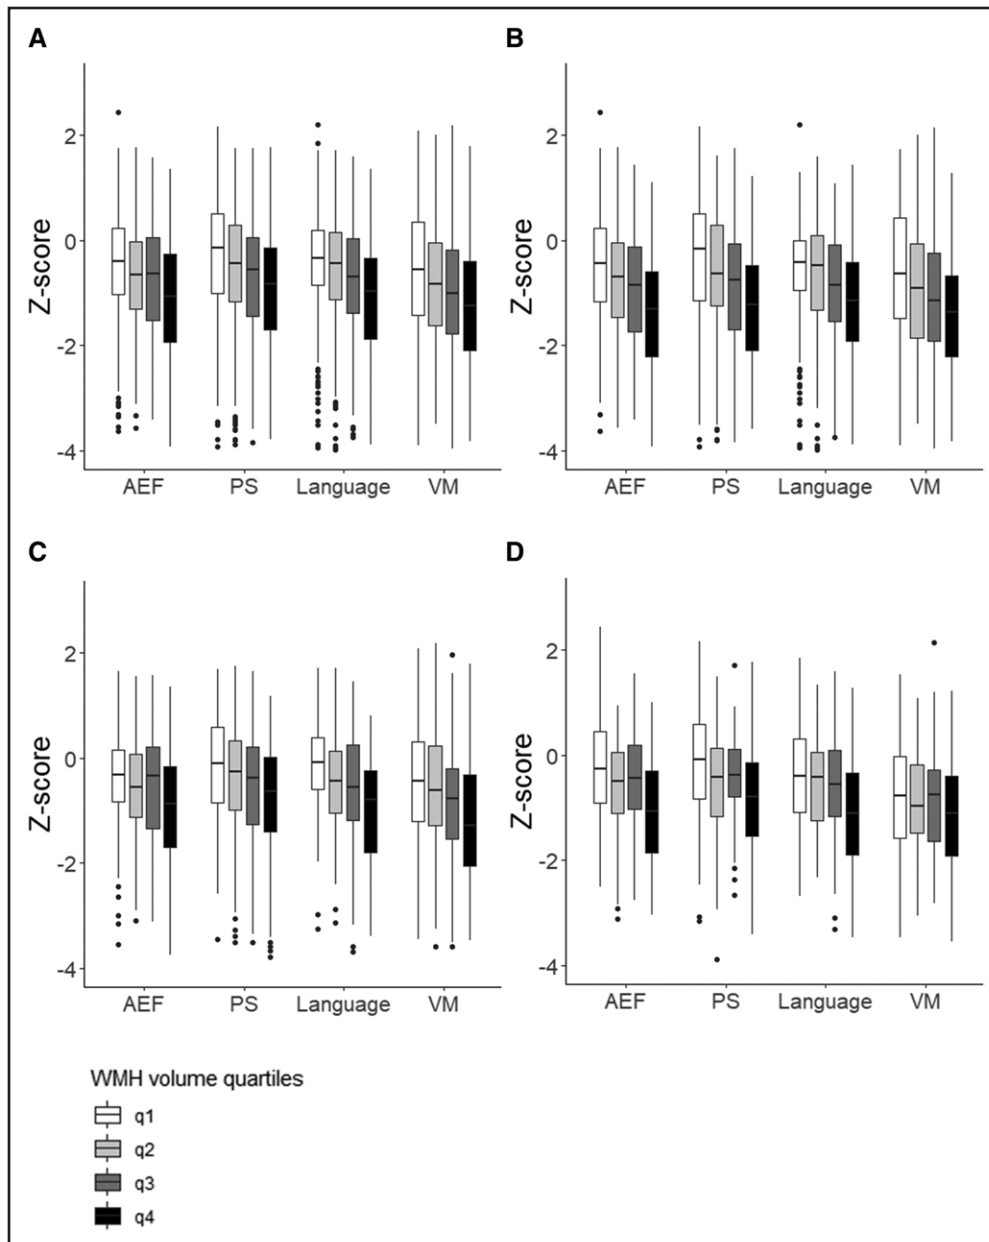 A
B
2
0
-2
-4
Z-score
AEF PS Language VM
2
0
-2
-4
Z-score
AEF PS Language VM
C
D
2
0
-2
-4
Z-score
AEF PS Language VM
2
0
-2
-4
Z-score
AEF PS Language VM
WMH volume quartiles
q1
q2
q3
q4